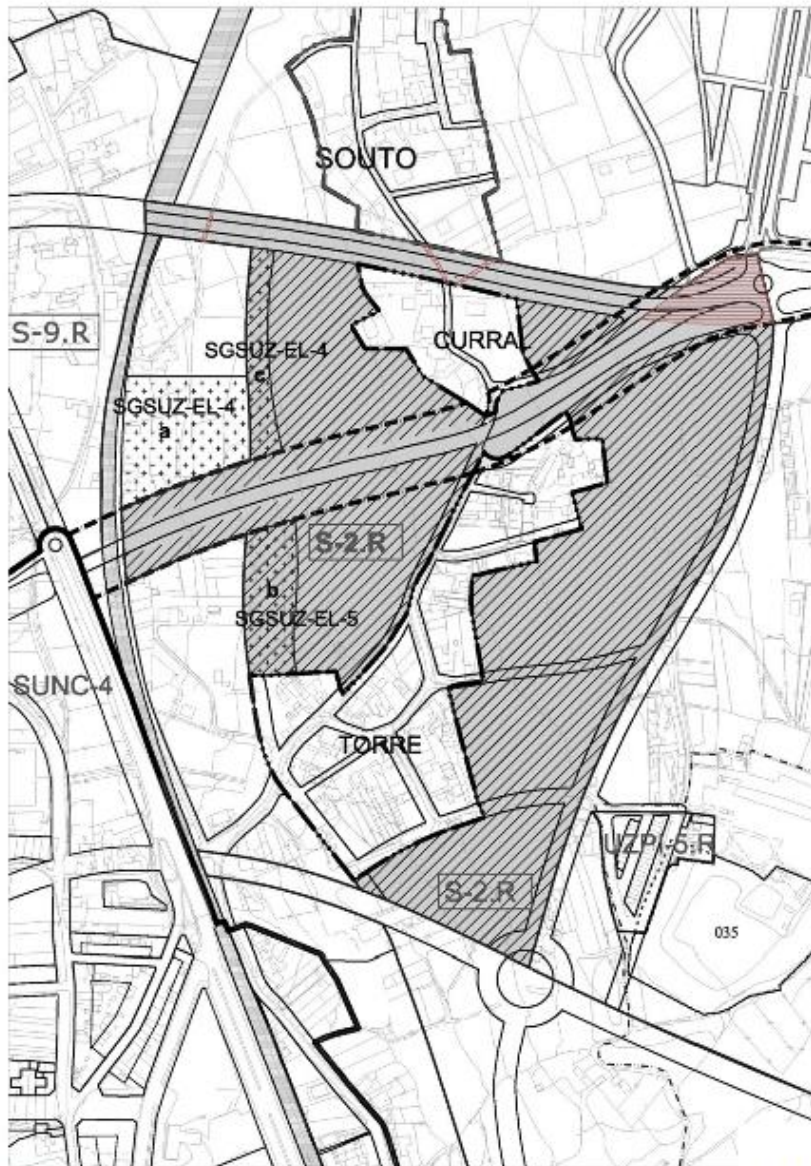 SOUTO
S-9.R
SGSUZ-EL-4
c
CURRAL
SGSUZ-EL-4
a
S-2.R
b
SGSUZ-EL-5
SUNC-4
TORRE
UZPI-5.R
S-2.R
035